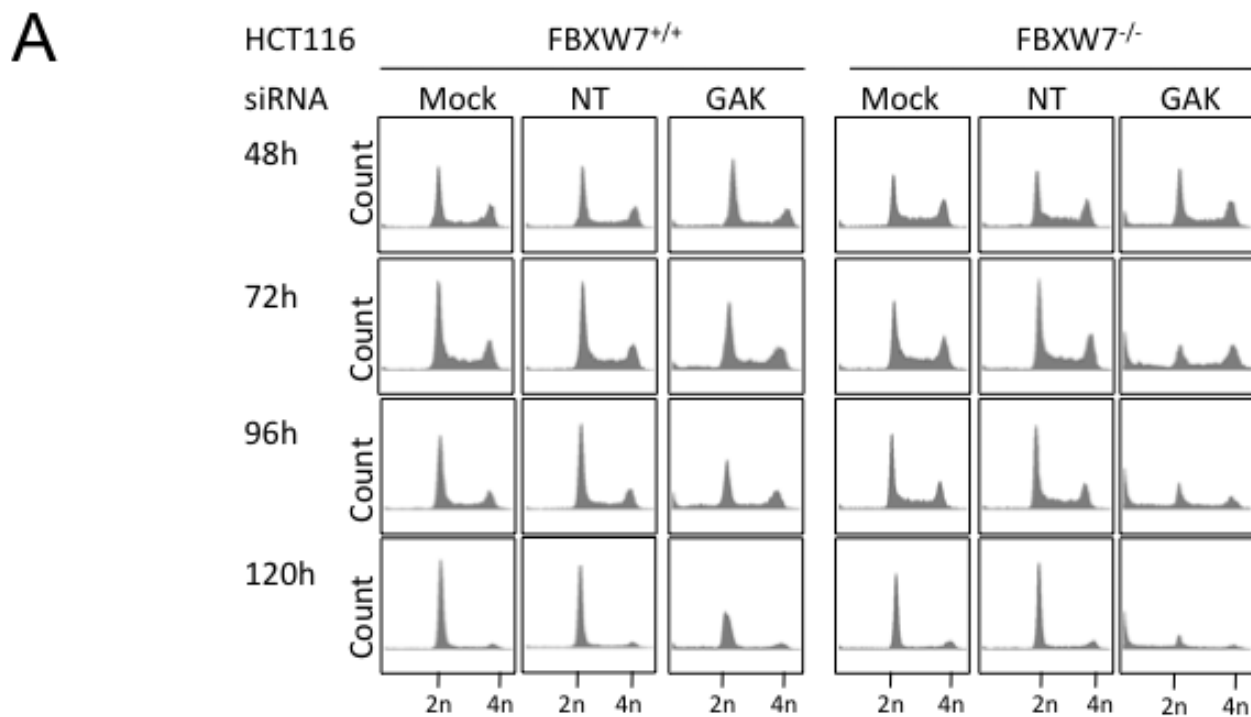 A
HCT116 FBXW7+/+ FBXW7-/-
siRNA Mock NT GAK Mock NT GAK
48h Count
72h Count
96h Count
120h Count
2n 4n 2n 4n 2n 4n 2n 4n 2n 4n 2n 4n